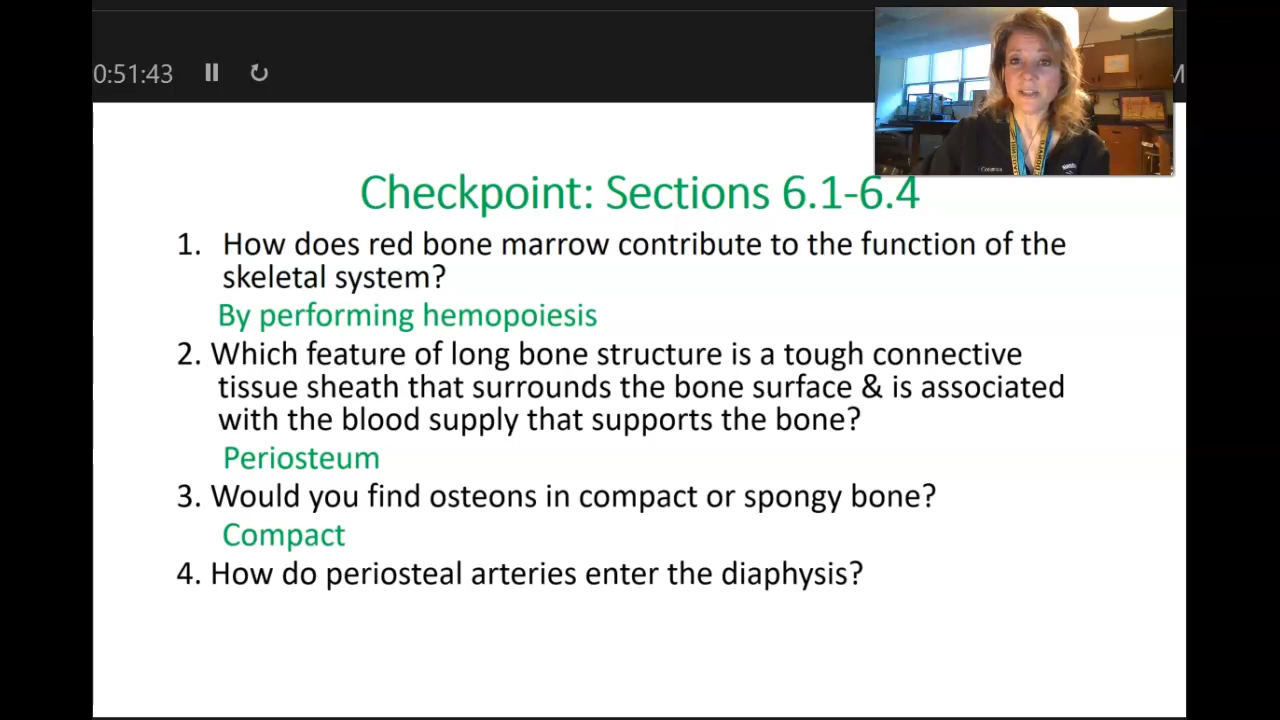 0:51:43
M
Checkpoint: Sections 6.1-6.4
1. How does red bone marrow contribute to the function of the
skeletal system?
By performing hemopoiesis
2. Which feature of long bone structure is a tough connective
tissue sheath that surrounds the bone surface & is associated
with the blood supply that supports the bone?
Periosteum
3. Would you find osteons in compact or spongy bone?
Compact
4. How do periosteal arteries enter the diaphysis?